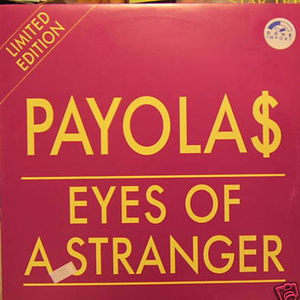 LIMITED
EDITION
PAYOLA$
EYES OF
A STRANGER